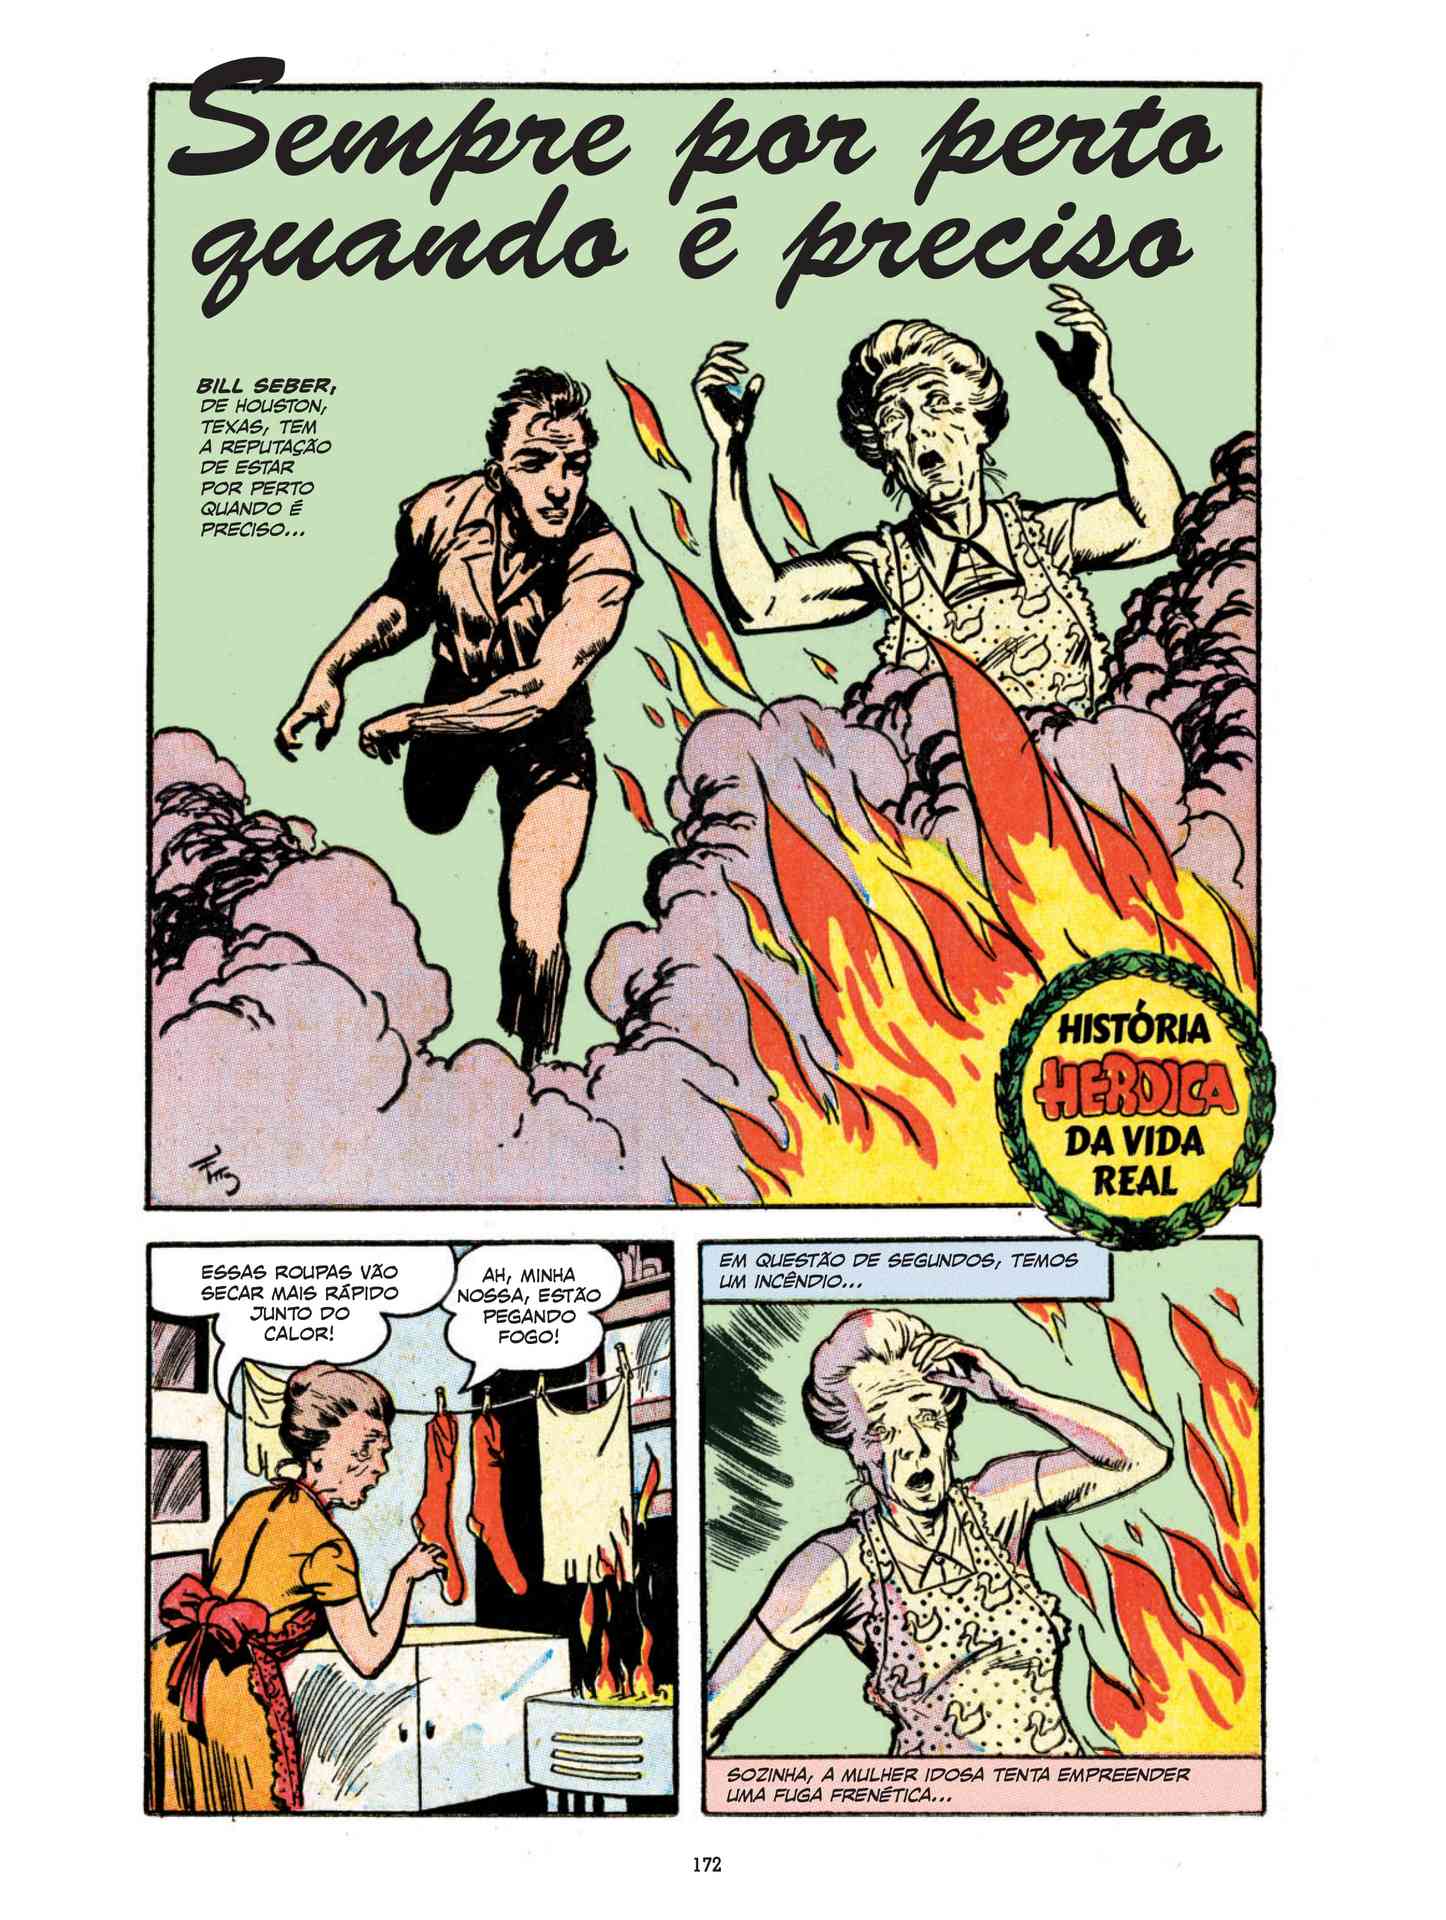 Sempre por perto
quando é preciso
BILL SEBER,
DE HOUSTON,
TEXAS, TEM
A REPUTAÇÃO
DE ESTAR
POR PERTO
QUANDO É
PRECISO...
HISTÓRIA
HERÓICA
DA VIDA
REAL
ESSAS ROUPAS VÃO
SECAR MAIS RÁPIDO
JUNTO DO
CALOR!
AH, MINHA
NOSSA, ESTÃO
PEGANDO
FOGO!
EM QUESTÃO DE SEGUNDOS, TEMOS
UM INCÊNDIO...
SOZINHA, A MULHER IDOSA TENTA EMPREENDER
UMA FUGA FRENÉTICA...
172